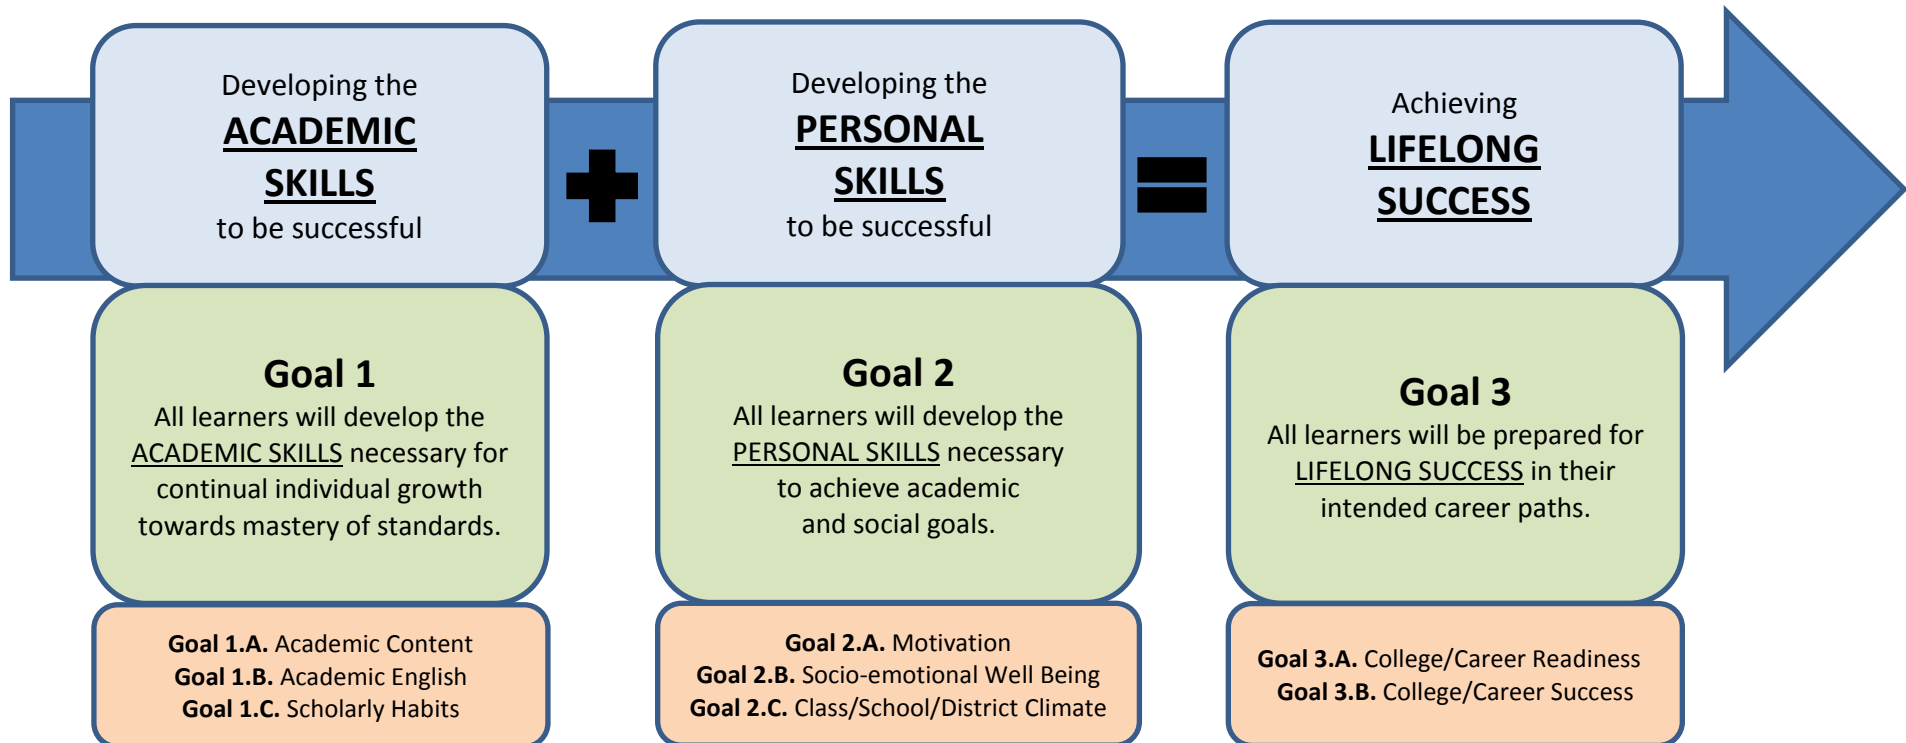 Developing the
ACADEMIC
SKILLS
to be successful
Developing the
PERSONAL
SKILLS
to be successful
Achieving
LIFELONG
SUCCESS
Goal 1
All learners will develop the
ACADEMIC SKILLS necessary for
continual individual growth
towards mastery of standards.
Goal 2
All learners will develop the
PERSONAL SKILLS necessary
to achieve academic
and social goals.
Goal 3
All learners will be prepared for
LIFELONG SUCCESS in their
intended career paths.
Goal 1.A. Academic Content
Goal 1.B. Academic English
Goal 1.C. Scholarly Habits
Goal 2.A. Motivation
Goal 2.B. Socio-emotional Well Being
Goal 2.C. Class/School/District Climate
Goal 3.A. College/Career Readiness
Goal 3.B. College/Career Success